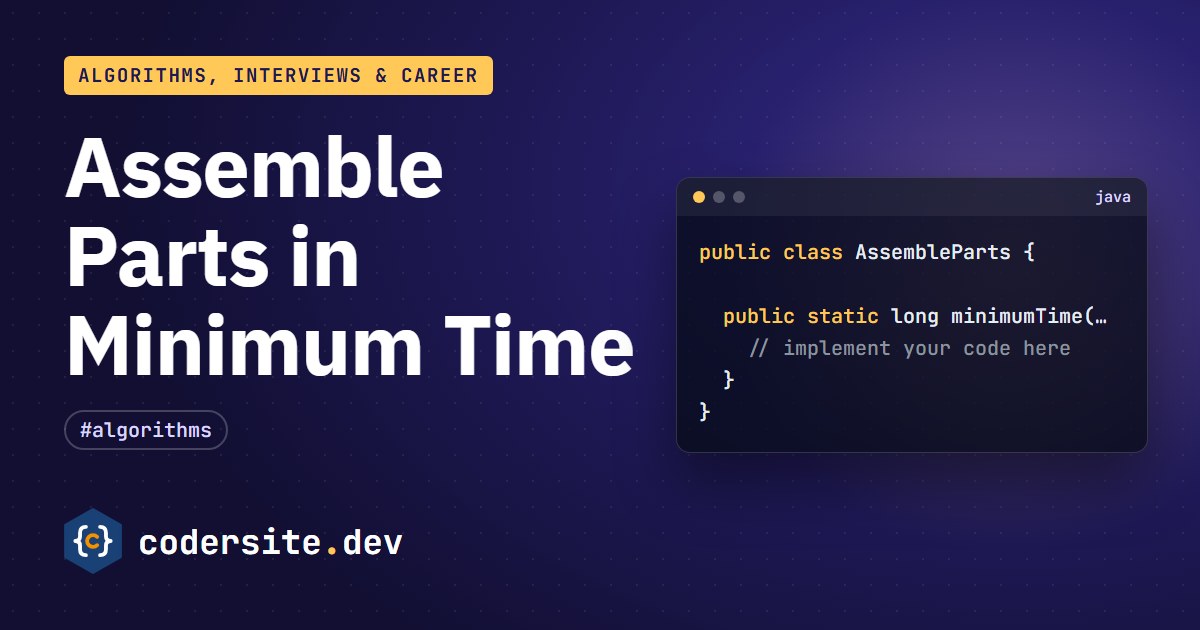 ALGORITHMS, INTERVIEWS & CAREER
Assemble
Parts in
Minimum Time
#algorithms
{c} codersite.dev
java
public class AssembleParts {
public static long minimumTime(…
// implement your code here
}
}